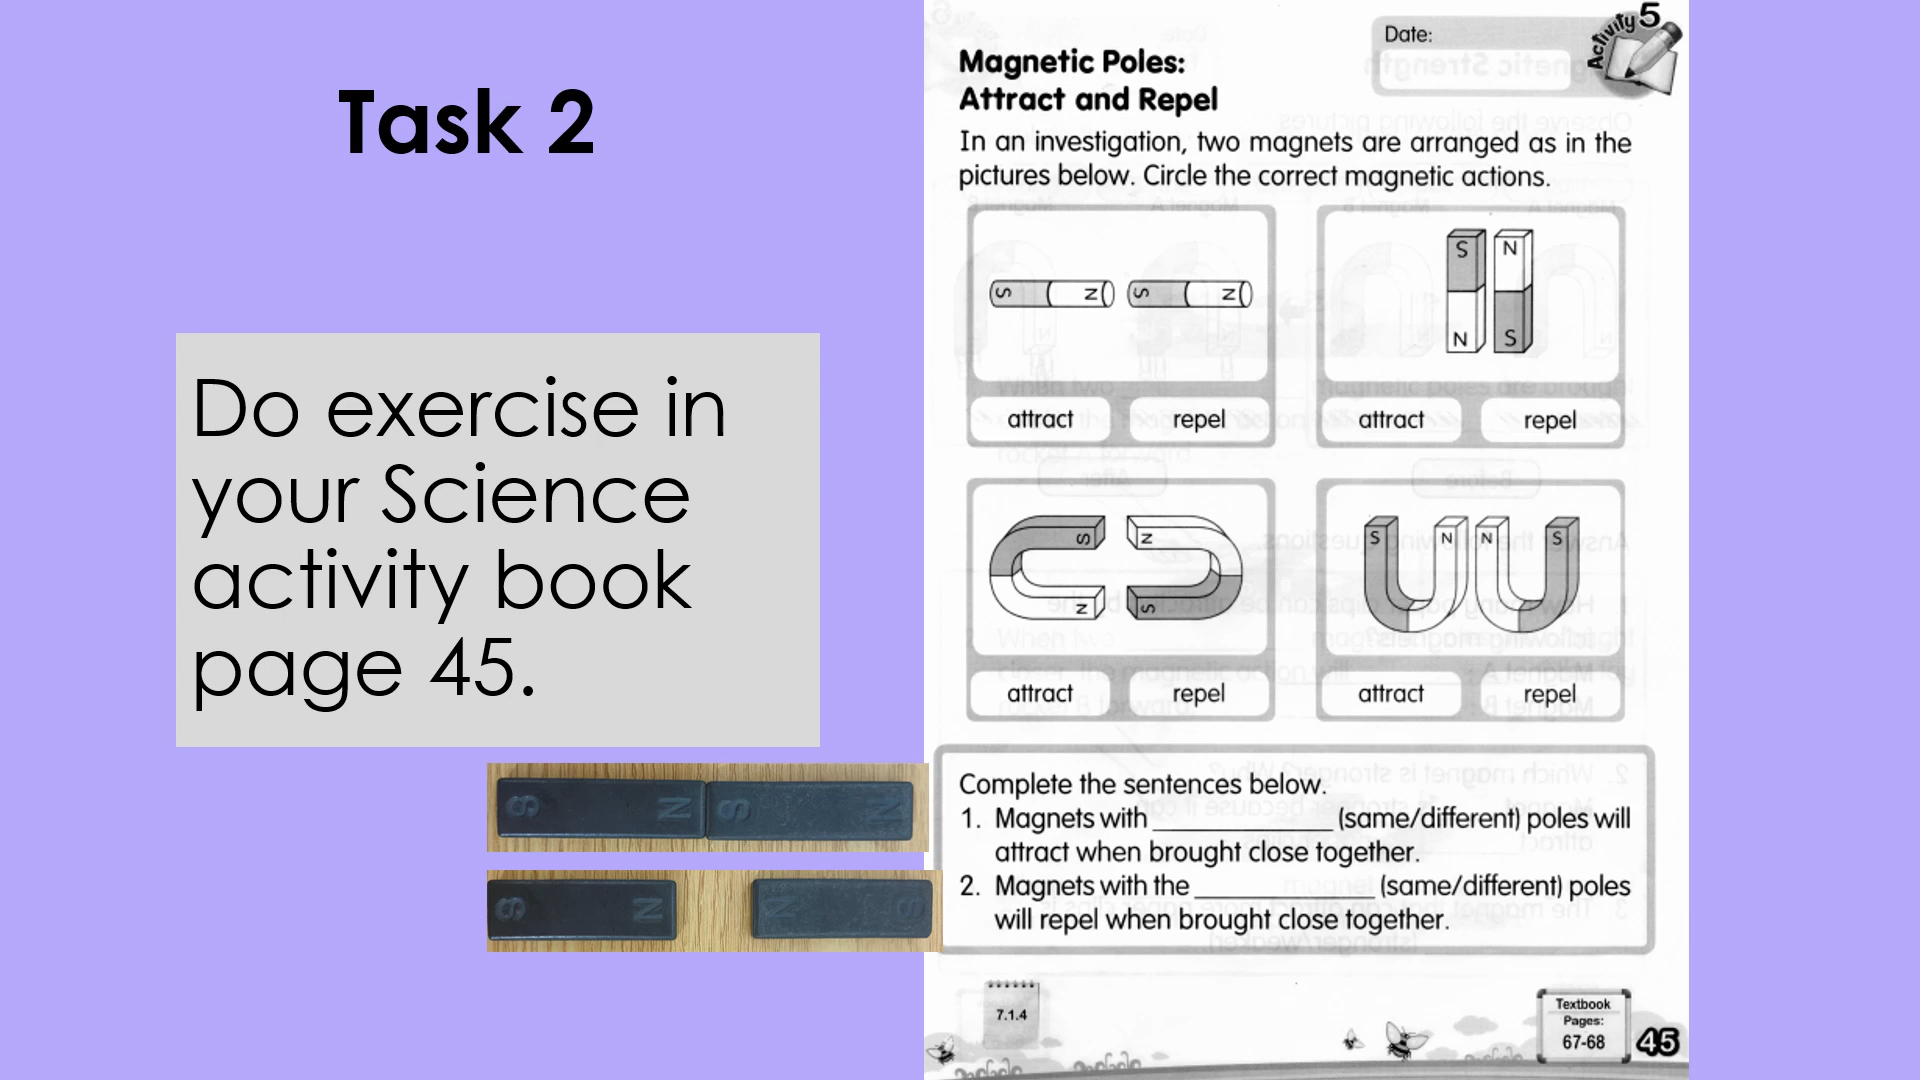 Task 2
Do exercise in
your Science
activity book
page 45.
S N S N
S N N S
Date:
Activity 5
Magnetic Poles:
Attract and Repel
In an investigation, two magnets are arranged as in the
pictures below. Circle the correct magnetic actions.
S N S N
S N
N S
attract repel
attract repel
S N
N S
S N N S
attract repel
attract repel
Complete the sentences below.
1. Magnets with ____________ (same/different) poles will
attract when brought close together.
2. Magnets with the ____________ (same/different) poles
will repel when brought close together.
7.1.4
Textbook
Pages:
67-68
45